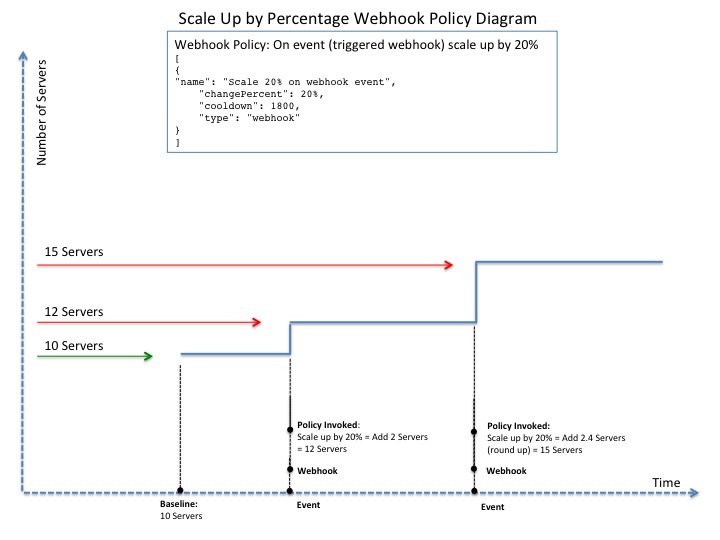 Scale Up by Percentage Webhook Policy Diagram
Webhook Policy: On event (triggered webhook) scale up by 20%
[
{
"name": "Scale 20% on webhook event",
    "changePercent": 20%,
    "cooldown": 1800,
    "type": "webhook"
}
]
Number of Servers
15 Servers
12 Servers
10 Servers
Policy Invoked:
Scale up by 20% = Add 2 Servers
= 12 Servers
Webhook
Policy Invoked:
Scale up by 20% = Add 2.4 Servers
(round up) = 15 Servers
Webhook
Time
Baseline:
10 Servers
Event
Event